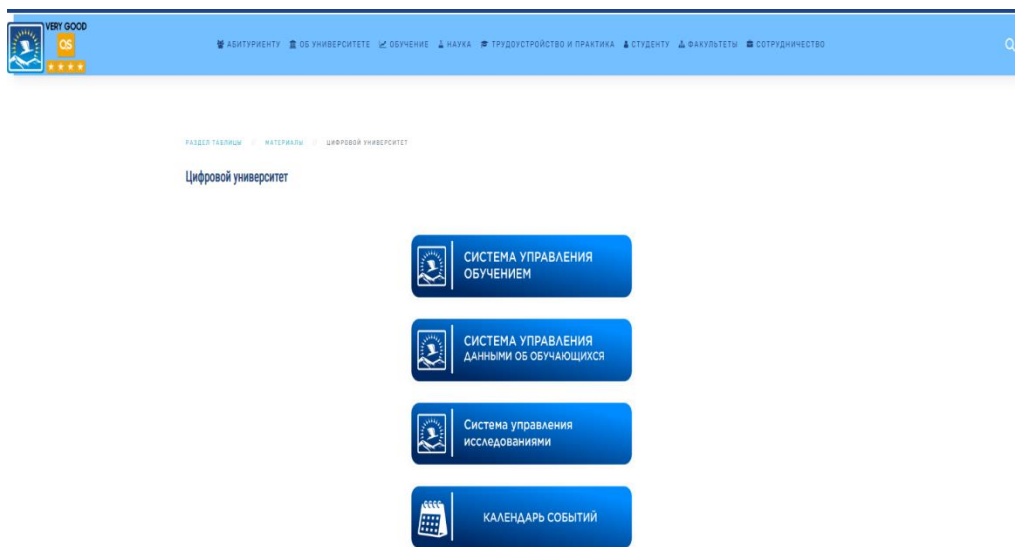 VERY GOOD
QS
АБИТУРИЕНТУ ОБ УНИВЕРСИТЕТЕ ОБУЧЕНИЕ НАУКА ТРУДОУСТРОЙСТВО И ПРАКТИКА СТУДЕНТУ ФАКУЛЬТЕТЫ СОТРУДНИЧЕСТВО
РАЗДЕЛ ТАБЛИЦЫ // МАТЕРИАЛЫ // ЦИФРОВОЙ УНИВЕРСИТЕТ
Цифровой университет
СИСТЕМА УПРАВЛЕНИЯ
ОБУЧЕНИЕМ
СИСТЕМА УПРАВЛЕНИЯ
ДАННЫМИ ОБ ОБУЧАЮЩИХСЯ
Система управления
исследованиями
КАЛЕНДАРЬ СОБЫТИЙ